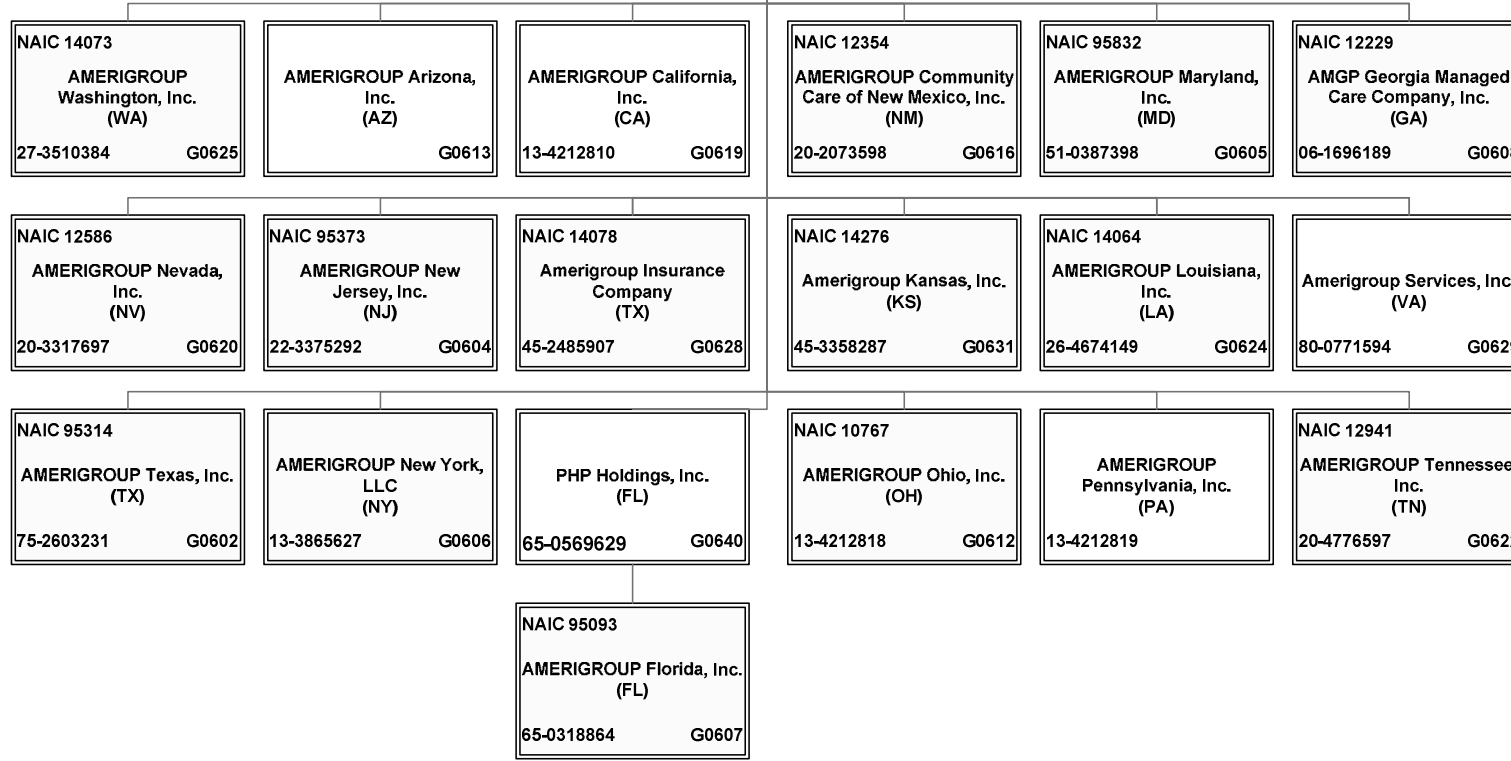 NAIC 14073
AMERIGROUP
Washington, Inc.
(WA)
27-3510384 G0625
AMERIGROUP Arizona,
Inc.
(AZ)
G0613
AMERIGROUP California,
Inc.
(CA)
13-4212810 G0619
NAIC 12354
AMERIGROUP Community
Care of New Mexico, Inc.
(NM)
20-2073598 G0616
NAIC 95832
AMERIGROUP Maryland,
Inc.
(MD)
51-0387398 G0605
NAIC 12229
AMGP Georgia Managed
Care Company, Inc.
(GA)
06-1696189
NAIC 12586
AMERIGROUP Nevada,
Inc.
(NV)
20-3317697 G0620
NAIC 95373
AMERIGROUP New
Jersey, Inc.
(NJ)
22-3375292 G0604
NAIC 14078
Amerigroup Insurance
Company
(TX)
45-2485907 G0628
NAIC 14276
Amerigroup Kansas, Inc.
(KS)
45-3358287 G0631
NAIC 14064
AMERIGROUP Louisiana,
Inc.
(LA)
26-4674149 G0624
Amerigroup Services, Inc
(VA)
80-0771594
NAIC 95314
AMERIGROUP Texas, Inc.
(TX)
75-2603231 G0602
AMERIGROUP New York,
LLC
(NY)
13-3865627 G0606
PHP Holdings, Inc.
(FL)
65-0569629 G0640
NAIC 10767
AMERIGROUP Ohio, Inc.
(OH)
13-4212818 G0612
AMERIGROUP
Pennsylvania, Inc.
(PA)
13-4212819
NAIC 12941
AMERIGROUP Tennessee
Inc.
(TN)
20-4776597
NAIC 95093
AMERIGROUP Florida, Inc.
(FL)
65-0318864 G0607